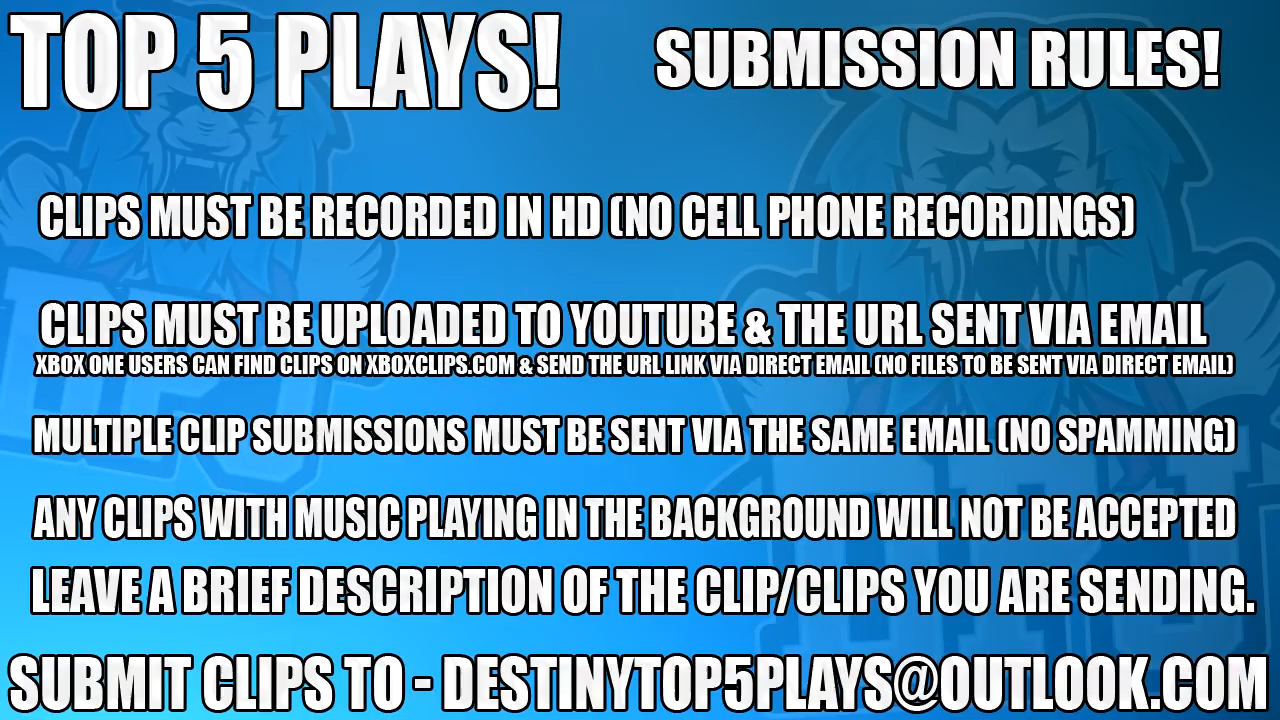 TOP 5 PLAYS!
SUBMISSION RULES!
CLIPS MUST BE RECORDED IN HD (NO CELL PHONE RECORDINGS)
CLIPS MUST BE UPLOADED TO YOUTUBE & THE URL SENT VIA EMAIL
XBOX ONE USERS CAN FIND CLIPS ON XBOXCLIPS.COM & SEND THE URL LINK VIA DIRECT EMAIL (NO FILES TO BE SENT VIA DIRECT EMAIL)
MULTIPLE CLIP SUBMISSIONS MUST BE SENT VIA THE SAME EMAIL (NO SPAMMING)
ANY CLIPS WITH MUSIC PLAYING IN THE BACKGROUND WILL NOT BE ACCEPTED
LEAVE A BRIEF DESCRIPTION OF THE CLIP/CLIPS YOU ARE SENDING.
SUBMIT CLIPS TO - DESTINYTOP5PLAYS@OUTLOOK.COM